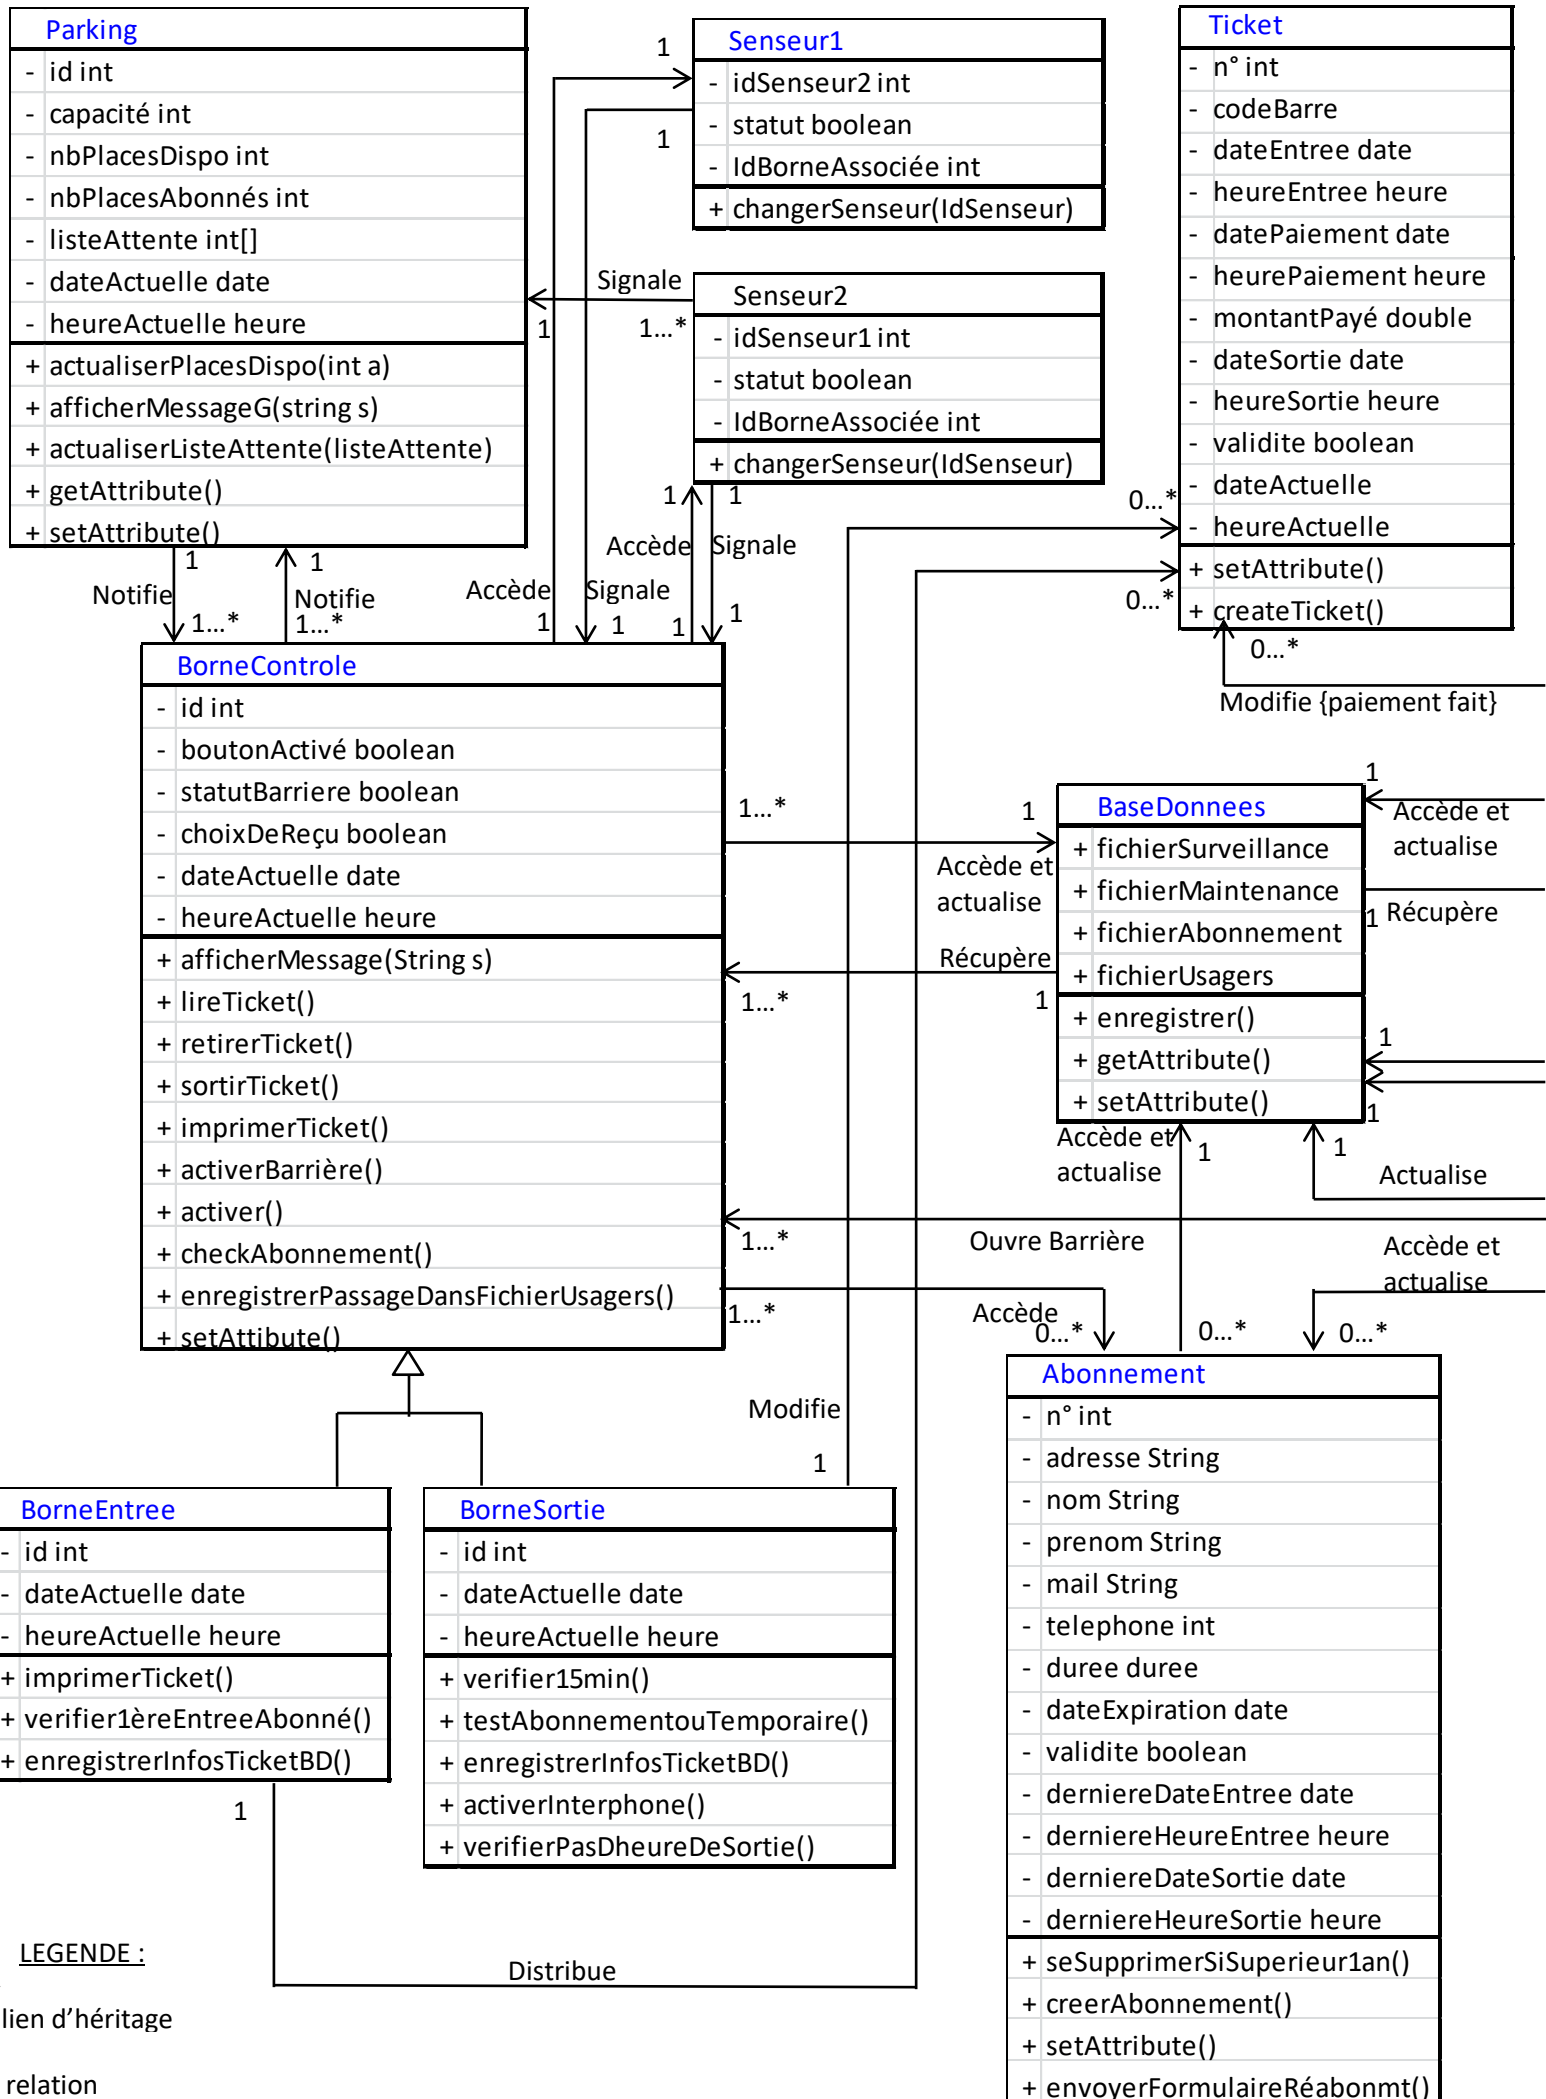 Parking
- id int
- capacité int
- nbPlacesDispo int
- nbPlacesAbonnés int
- listeAttente int[]
- dateActuelle date
- heureActuelle heure
+ actualiserPlacesDispo(int a)
+ afficherMessageG(string s)
+ actualiserListeAttente(listeAttente)
+ getAttribute()
+ setAttribute()
1
Senseur1
- idSenseur2 int
- statut boolean
- IdBorneAssociée int
+ changerSenseur(IdSenseur)
1
Signale
1
1...*
Senseur2
- idSenseur1 int
- statut boolean
- IdBorneAssociée int
+ changerSenseur(IdSenseur)
Ticket
- n° int
- codeBarre
- dateEntree date
- heureEntree heure
- datePaiement date
- heurePaiement heure
- montantPayé double
- dateSortie date
- heureSortie heure
- validite boolean
- dateActuelle
- heureActuelle
+ setAttribute()
+ createTicket()
0...*
0...*
0...*
Modifie {paiement fait}
1
Notifie
1...*
1
Notifie
1...*
Accède
1
Signale
1
1
Accède
1
1
Signale
1
BorneControle
- id int
- boutonActivé boolean
- statutBarriere boolean
- choixDeReçu boolean
- dateActuelle date
- heureActuelle heure
+ afficherMessage(String s)
+ lireTicket()
+ retirerTicket()
+ sortirTicket()
+ imprimerTicket()
+ activerBarrière()
+ activer()
+ checkAbonnement()
+ enregistrerPassageDansFichierUsagers()
+ setAttibute()
1...*
1
Accède et
actualise
Récupère
1...*
1
BaseDonnees
+ fichierSurveillance
+ fichierMaintenance
+ fichierAbonnement
+ fichierUsagers
+ enregistrer()
+ getAttribute()
+ setAttribute()
1
Accède et
actualise
1
Récupère
1
1
Accède et
actualise
1
1
Actualise
1...*
Ouvre Barrière
Accède et
actualise
1...*
Accède
0...*
0...*
0...*
Abonnement
- n° int
- adresse String
- nom String
- prenom String
- mail String
- telephone int
- duree duree
- dateExpiration date
- validite boolean
- derniereDateEntree date
- derniereHeureEntree heure
- derniereDateSortie date
- derniereHeureSortie heure
+ seSupprimerSiSuperieur1an()
+ creerAbonnement()
+ setAttribute()
+ envoyerFormulaireRéabonmt()
Modifie
1
BorneEntree
- id int
- dateActuelle date
- heureActuelle heure
+ imprimerTicket()
+ verifier1èreEntreeAbonné()
+ enregistrerInfosTicketBD()
1
BorneSortie
- id int
- dateActuelle date
- heureActuelle heure
+ verifier15min()
+ testAbonnementouTemporaire()
+ enregistrerInfosTicketBD()
+ activerInterphone()
+ verifierPasDheureDeSortie()
Distribue
LEGENDE :
lien d’héritage
relation